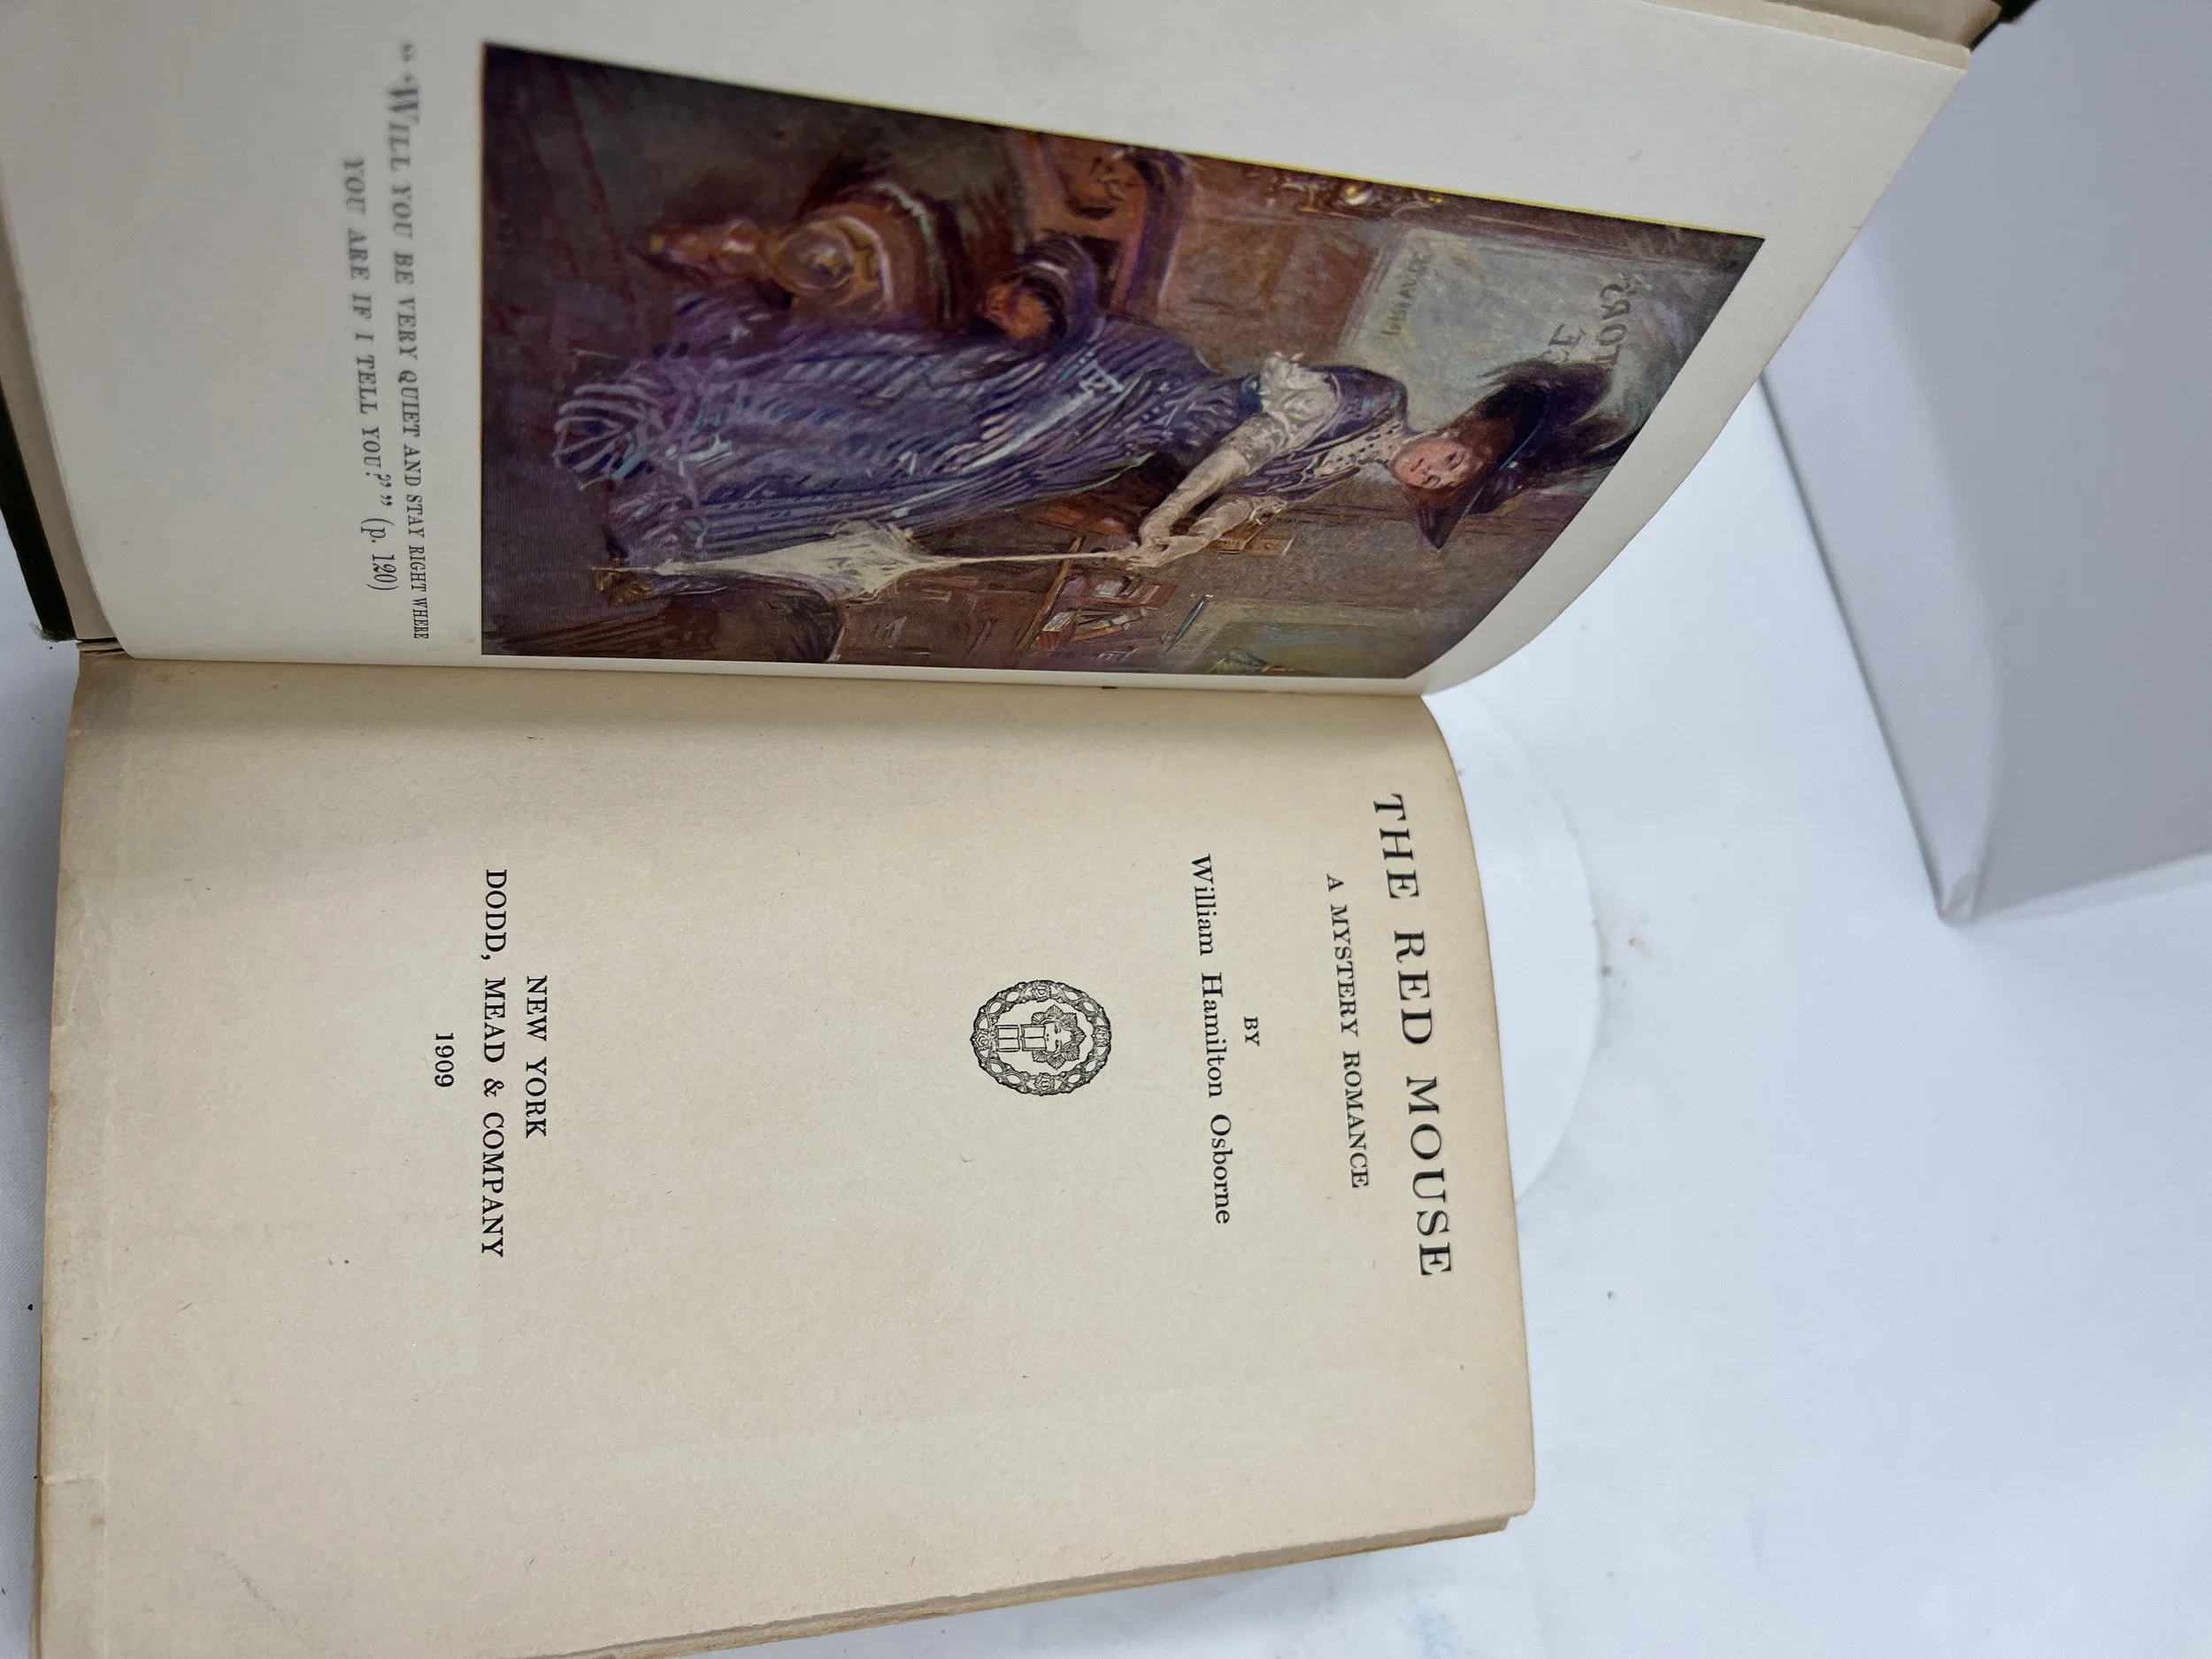 “‘WILL YOU BE VERY QUIET AND STAY RIGHT WHERE
YOU ARE IF I TELL YOU?’” (p. 120)
THE RED MOUSE
A MYSTERY ROMANCE
BY
William Hamilton Osborne
NEW YORK
DODD, MEAD & COMPANY
1909